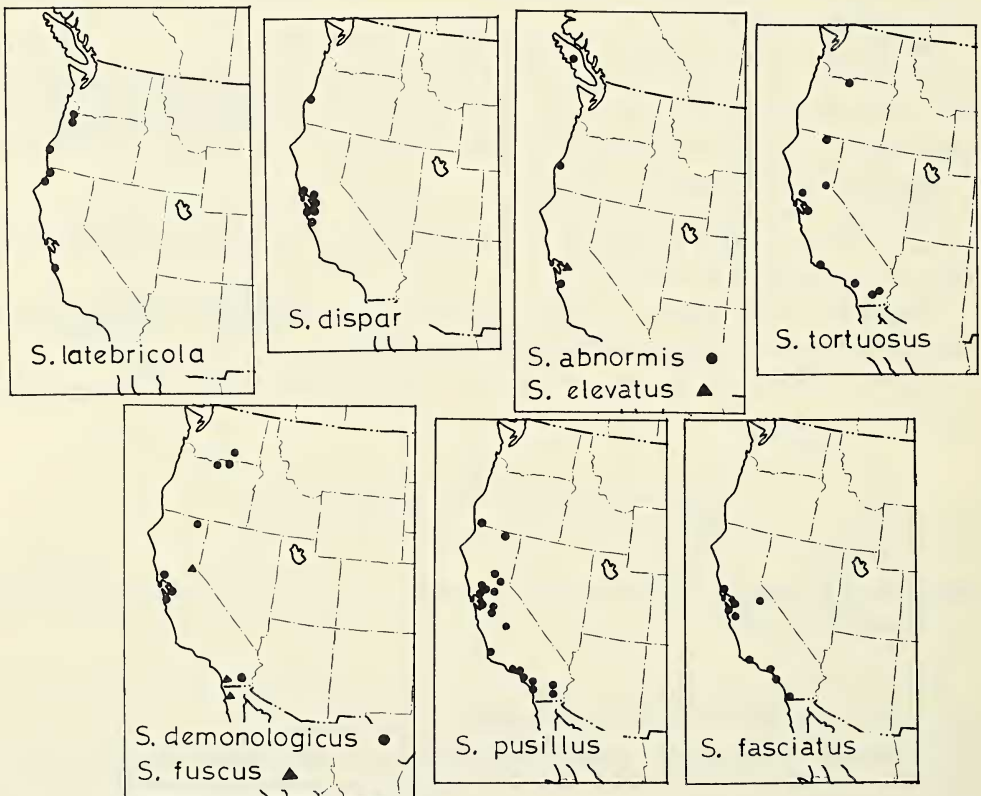 S. latebricola
S. dispar
S. abnormis ●
S. elevatus ▲
S. tortuosus
S. demonologicus ●
S. fuscus ▲
S. pusillus
S. fasciatus